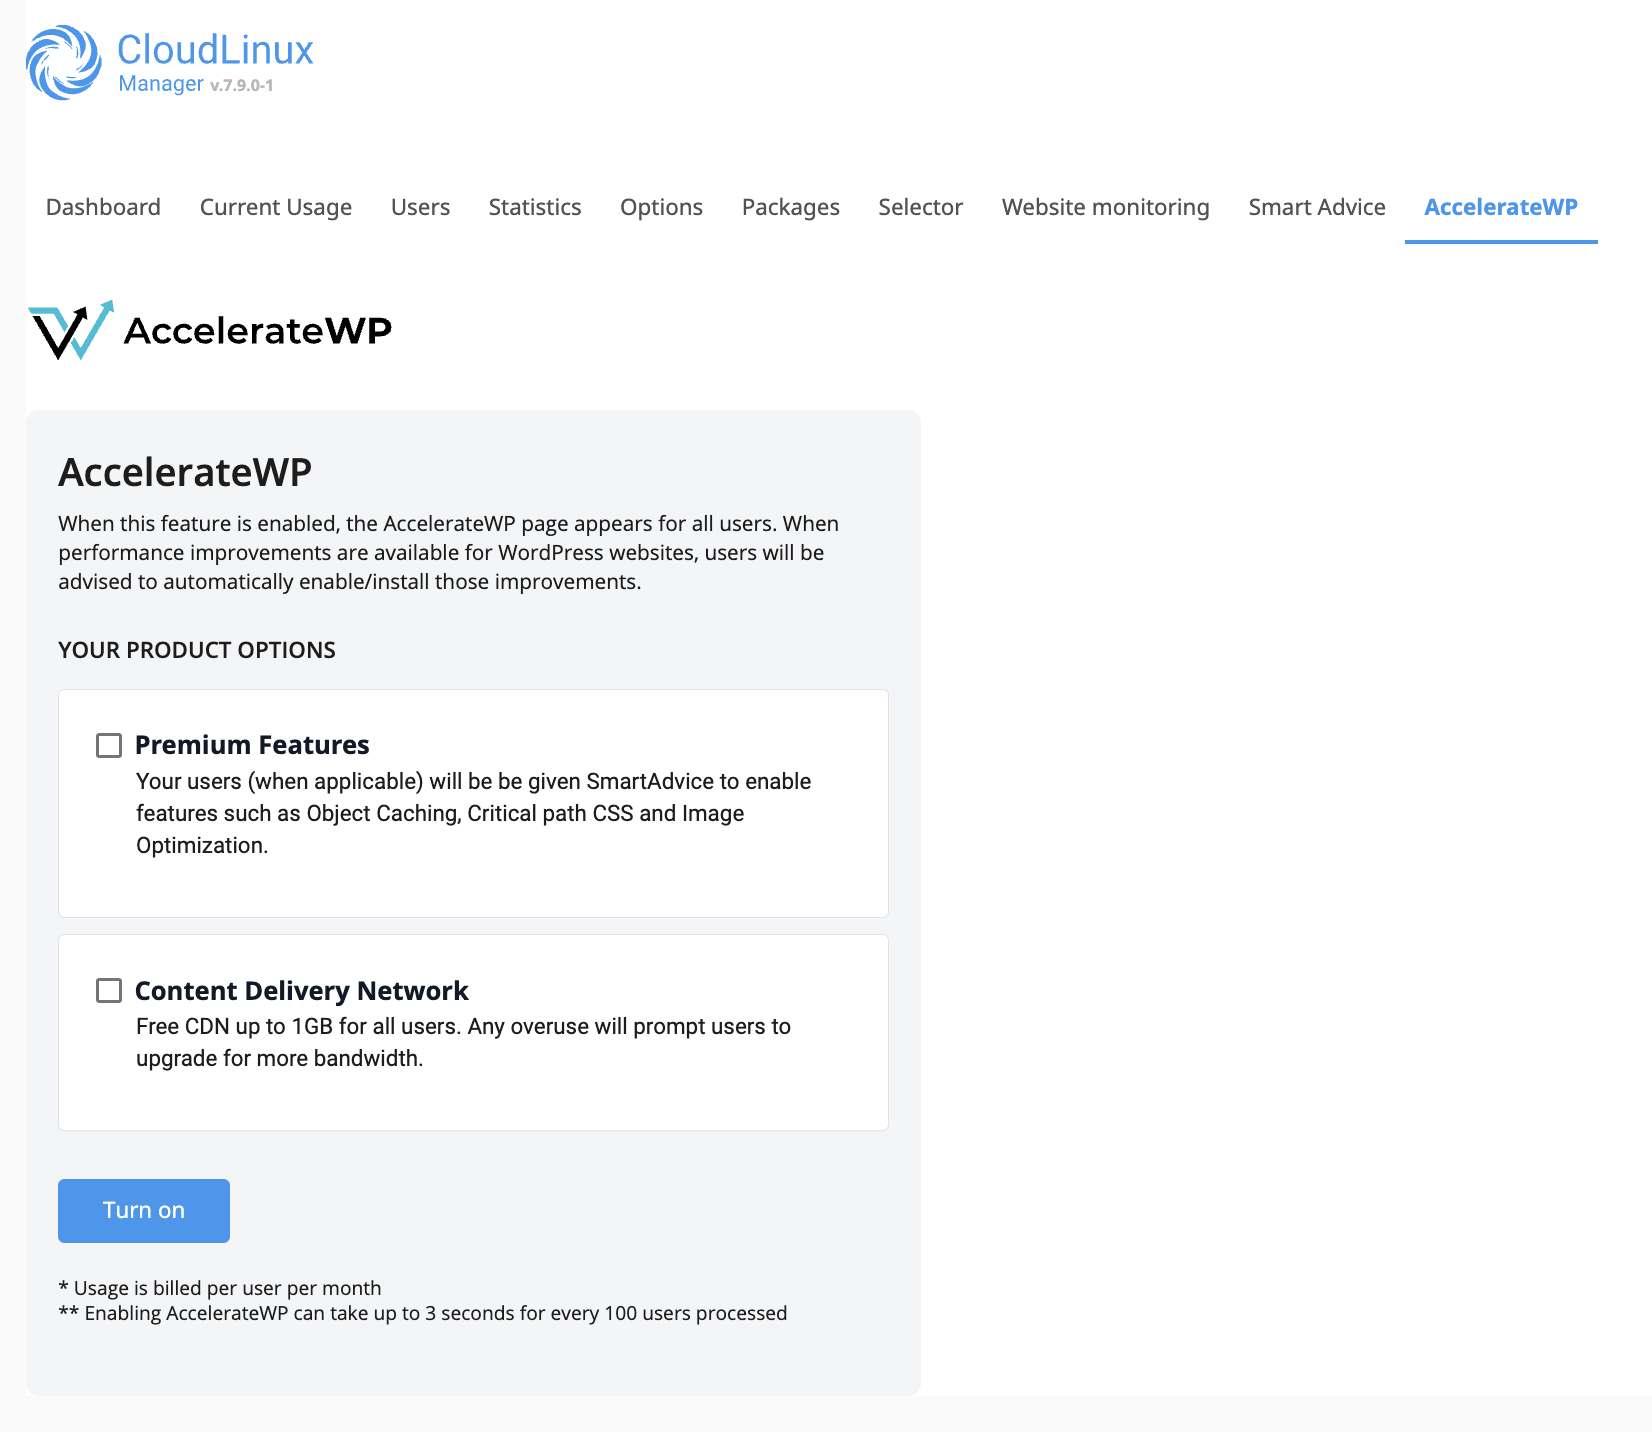 CloudLinux
Manager v.7.9.0-1
Dashboard Current Usage Users Statistics Options Packages Selector Website monitoring Smart Advice AccelerateWP
AccelerateWP
AccelerateWP
When this feature is enabled, the AccelerateWP page appears for all users. When
performance improvements are available for WordPress websites, users will be
advised to automatically enable/install those improvements.
YOUR PRODUCT OPTIONS
Premium Features
Your users (when applicable) will be be given SmartAdvice to enable
features such as Object Caching, Critical path CSS and Image
Optimization.
Content Delivery Network
Free CDN up to 1GB for all users. Any overuse will prompt users to
upgrade for more bandwidth.
Turn on
* Usage is billed per user per month
** Enabling AccelerateWP can take up to 3 seconds for every 100 users processed